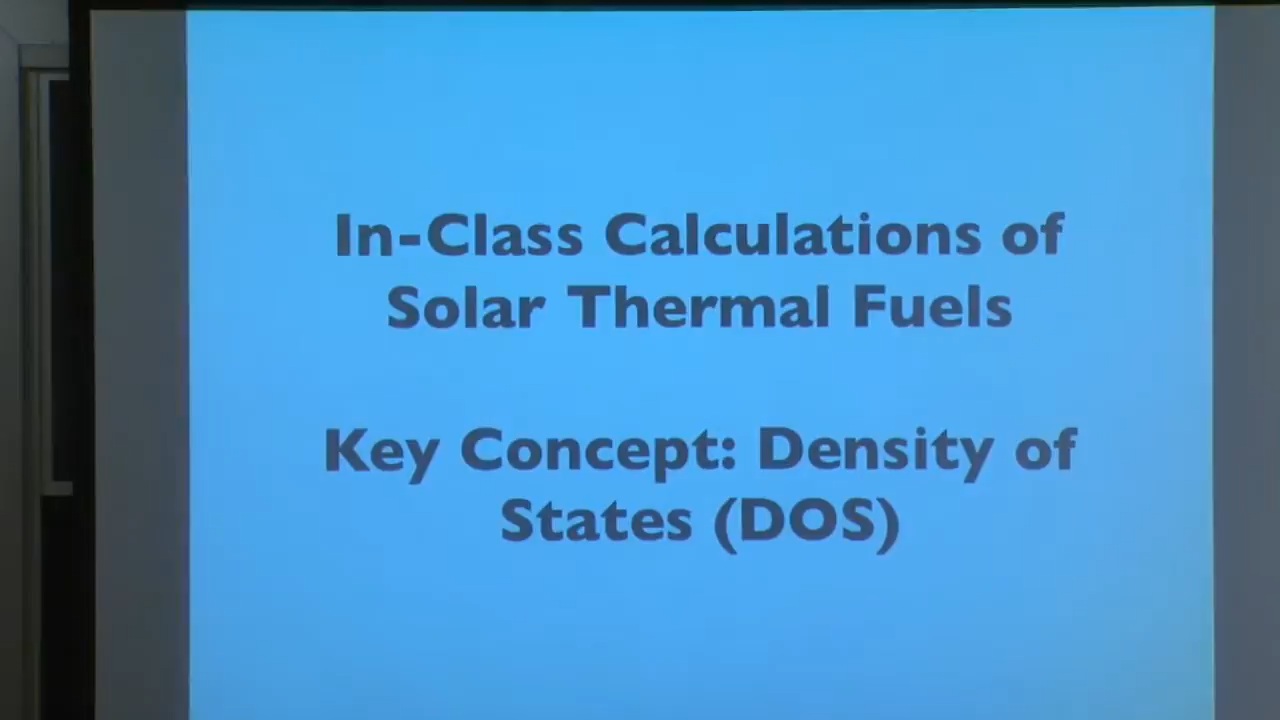 In-Class Calculations of
Solar Thermal Fuels
Key Concept: Density of
States (DOS)